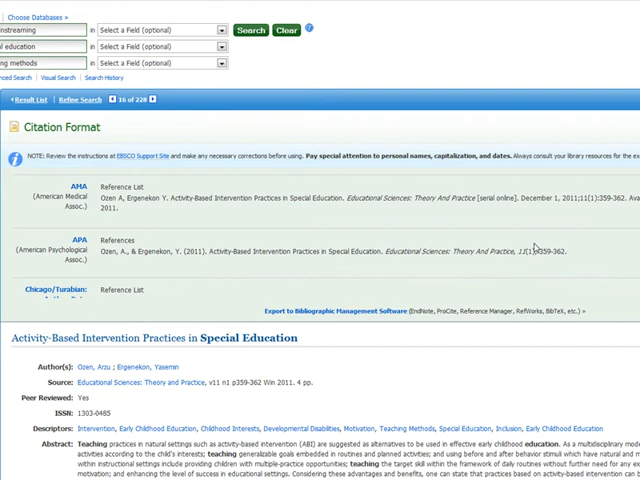 Choose Databases »
nstreaming in Select a Field (optional) Search Clear
l education in Select a Field (optional)
ng methods in Select a Field (optional)
nced Search | Visual Search | Search History
Result List | Refine Search 16 of 228
Citation Format
NOTE: Review the instructions at EBSCO Support Site and make any necessary corrections before using. Pay special attention to personal names, capitalization, and dates. Always consult your library resources for the ex
AMA
(American Medical
Assoc.)
Reference List
Ozen A, Ergenekon Y. Activity-Based Intervention Practices in Special Education. Educational Sciences: Theory And Practice [serial online]. December 1, 2011;11(1):359-362. Ava
2011.
APA
(American Psychological
Assoc.)
References
Ozen, A., & Ergenekon, Y. (2011). Activity-Based Intervention Practices in Special Education. Educational Sciences: Theory And Practice, 11(1), 359-362.
Chicago/Turabian:
Reference List
Export to Bibliographic Management Software (EndNote, ProCite, Reference Manager, RefWorks, BibTeX, etc.) »
Activity-Based Intervention Practices in Special Education
Author(s): Ozen, Arzu ; Ergenekon, Yasemin
Source: Educational Sciences: Theory and Practice, v11 n1 p359-362 Win 2011. 4 pp.
Peer Reviewed: Yes
ISSN: 1303-0485
Descriptors: Intervention, Early Childhood Education, Childhood Interests, Developmental Disabilities, Motivation, Teaching Methods, Special Education, Inclusion, Early Childhood Education
Abstract: Teaching practices in natural settings such as activity-based intervention (ABI) are suggested as alternatives to be used in effective early childhood education. As a multidisciplinary mode
activities according to the child's interests; teaching generalizable goals embedded in routines and planned activities; and using before and after behavior stimuli which have natural and m
within instructional settings include providing children with multiple-practice opportunities; teaching the target skill within the framework of daily routines without further need for any ex
motivation; and enhancing the level of success in educational settings. Considering these advantages and benefits, one can state that practices based on activity-based intervention can b